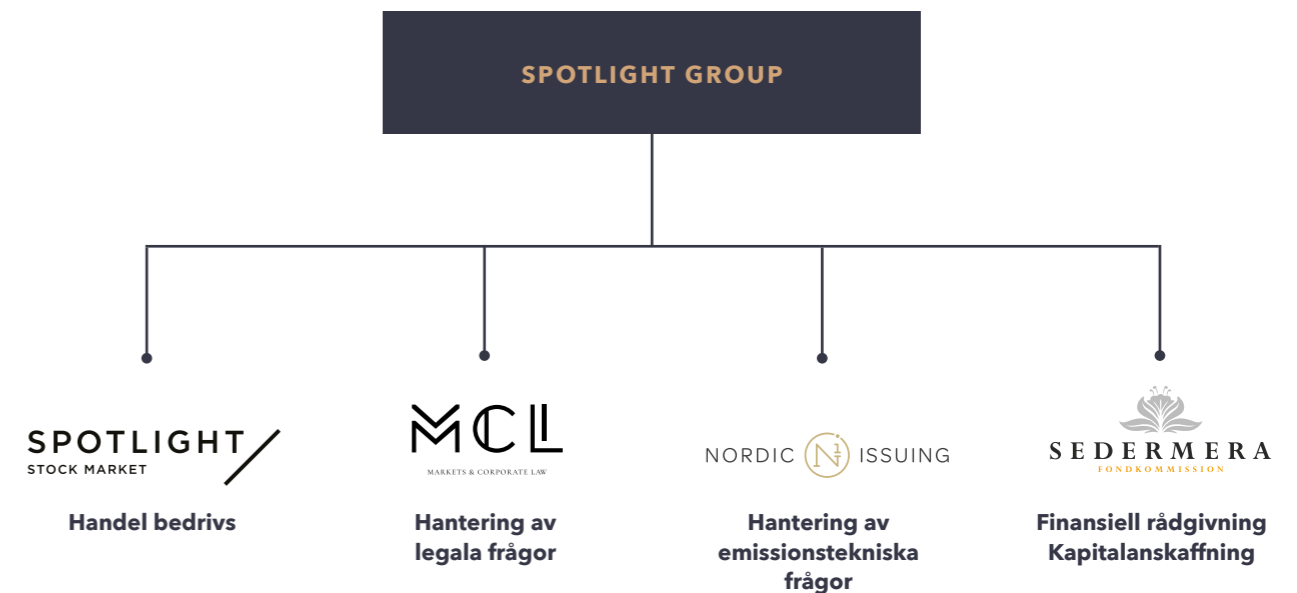 SPOTLIGHT GROUP
SPOTLIGHT
STOCK MARKET
Handel bedrivs
MCL
MARKETS & CORPORATE LAW
Hantering av
legala frågor
NORDIC NI ISSUING
Hantering av
emissionstekniska
frågor
SEDERMERA
FONDKOMMISSION
Finansiell rådgivning
Kapitalanskaffning